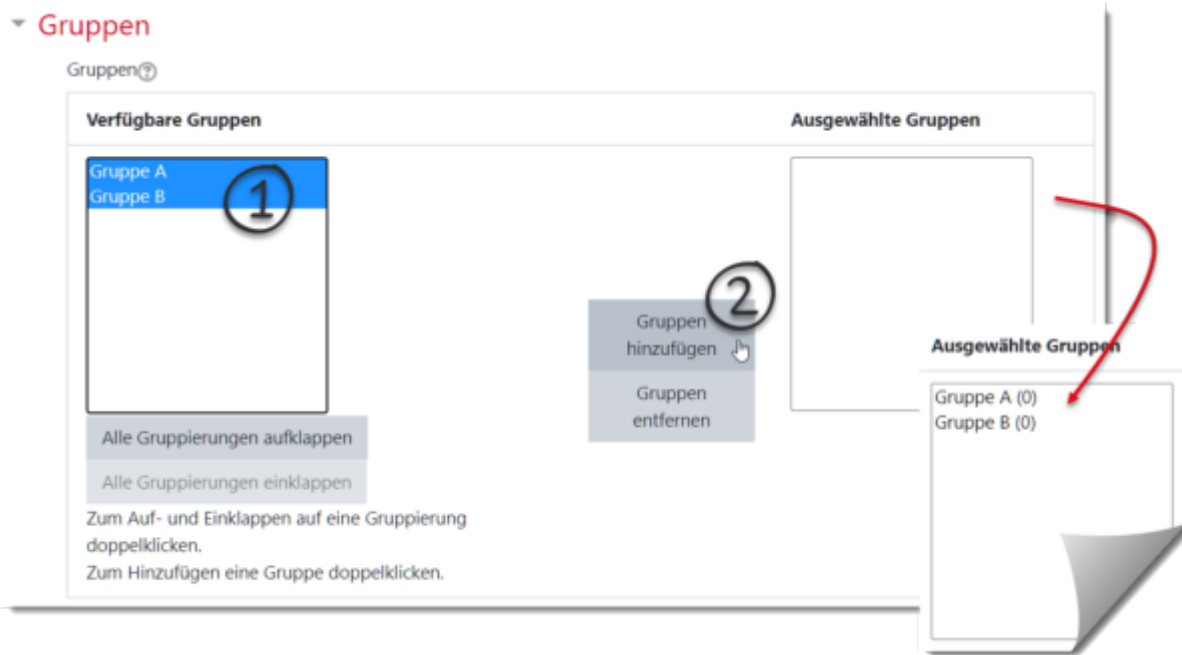 Gruppen
Gruppen?
Verfügbare Gruppen
Ausgewählte Gruppen
Gruppe A
Gruppe B
1
2
Gruppen
hinzufügen
Gruppen
entfernen
Ausgewählte Gruppen
Gruppe A (0)
Gruppe B (0)
Alle Gruppierungen aufklappen
Alle Gruppierungen einklappen
Zum Auf- und Einklappen auf eine Gruppierung
doppelklicken.
Zum Hinzufügen eine Gruppe doppelklicken.